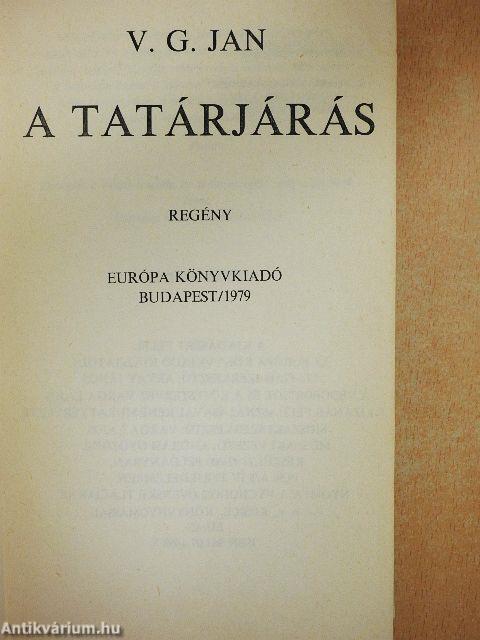 V. G. JAN
A TATÁRJÁRÁS
REGÉNY
EURÓPA KÖNYVKIADÓ
BUDAPEST/1979
Antikvárium.hu